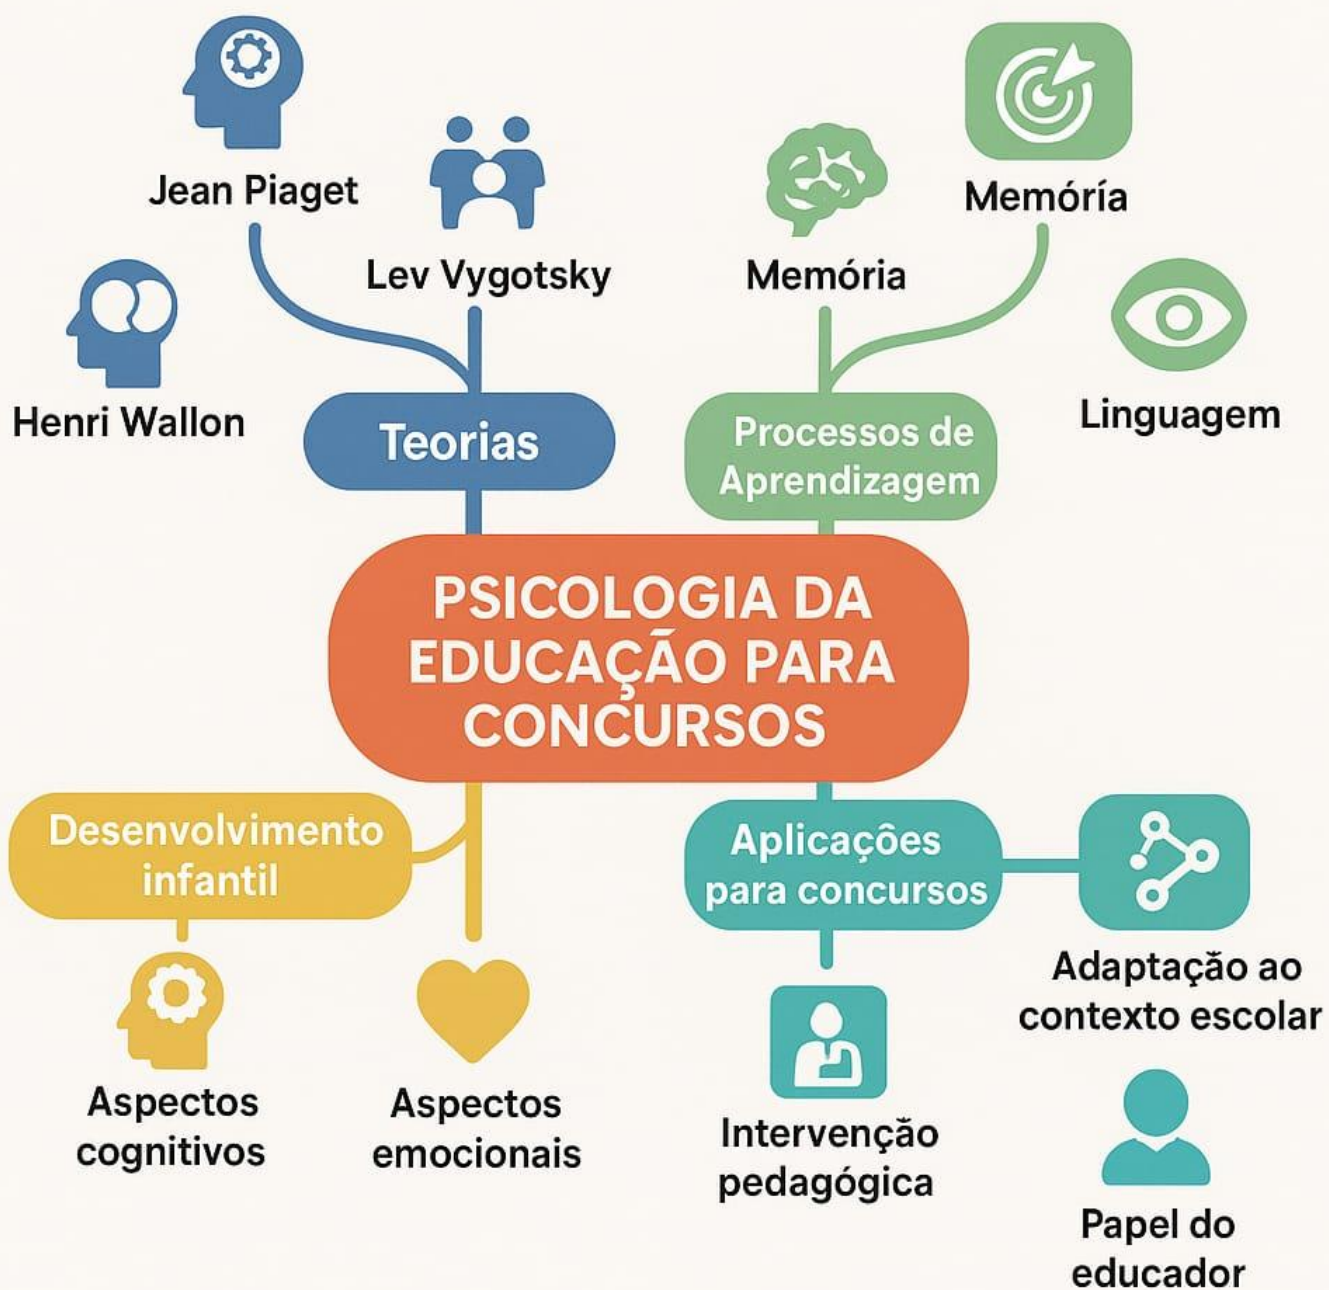 Jean Piaget
Lev Vygotsky
Henri Wallon
Teorias
Memória
Memóría
Linguagem
Processos de
Aprendizagem
PSICOLOGIA DA
EDUCAÇÃO PARA
CONCURSOS
Desenvolvimento
infantil
Aspectos
cognitivos
Aspectos
emocionais
Aplicações
para concursos
Adaptação ao
contexto escolar
Intervenção
pedagógica
Papel do
educador